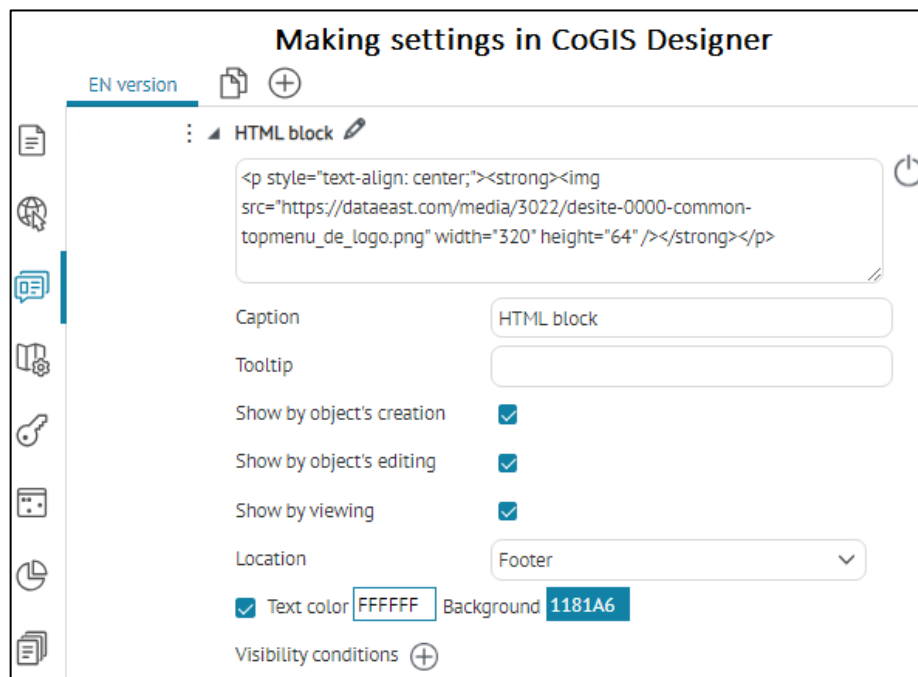 Making settings in CoGIS Designer
EN version
HTML block
<p style="text-align: center;"><strong><img
src="https://dataeast.com/media/3022/desite-0000-common-
topmenu_de_logo.png" width="320" height="64" /></strong></p>
Caption HTML block
Tooltip
Show by object's creation
Show by object's editing
Show by viewing
Location Footer
Text color FFFFFF Background 1181A6
Visibility conditions